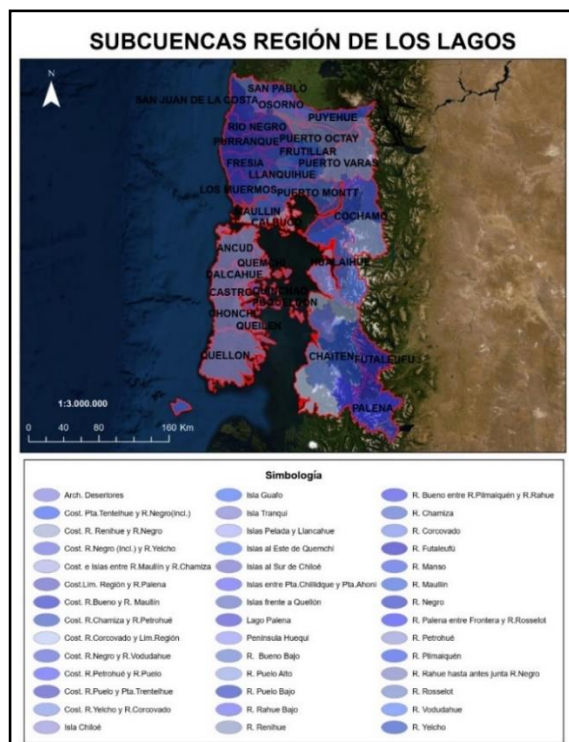 SUBCUENCAS REGIÓN DE LOS LAGOS
N
SAN PABLO
SAN JUAN DE LA COSTA
OSORNO
PUYEHUE
RIO NEGRO
PUERTO OCTAY
PURRANQUE
FRUTILLAR
FRESIA
PUERTO VARAS
LLANQUIHUE
LOS MUERMOS
PUERTO MONTT
MAULLIN
COCHAMO
CALBUCO
ANCUD
QUEMCHI
HUALAIHUE
DALCAHUE
CASTRO
QUINCHAO
PUQUELDON
CHONCHI
QUEILEN
QUELLON
CHAITEN
FUTALEUFU
PALENA
1:3.000.000
0 40 80 160 Km
Simbología
Arch. Desertores
Cost. Pta.Tentelhue y R.Negro(incl.)
Cost. R. Renihue y R.Negro
Cost. R.Negro (Incl.) y R.Yelcho
Cost. e Islas entre R.Maullín y R.Chamiza
Cost.Lim. Región y R.Palena
Cost. R.Bueno y R. Maullín
Cost. R.Chamiza y R.Petrohué
Cost. R.Corcovado y Lim.Región
Cost. R.Negro y R.Vodudahue
Cost. R.Petrohué y R.Puelo
Cost. R.Puelo y Pta.Trentelhue
Cost. R.Yelcho y R.Corcovado
Isla Chiloé
Isla Guafo
Isla Tranqui
Islas Pelada y Llancahue
Islas al Este de Quemchi
Islas al Sur de Chiloé
Islas entre Pta.Chillidque y Pta.Ahoni
Islas frente a Quellón
Lago Palena
Peninsula Huequi
R. Bueno Bajo
R. Puelo Alto
R. Puelo Bajo
R. Rahue Bajo
R. Renihue
R. Bueno entre R.Pilmaiquén y R.Rahue
R. Chamiza
R. Corcovado
R. Futaleufú
R. Manso
R. Maullín
R. Negro
R. Palena entre Frontera y R.Rosselot
R. Petrohué
R. Pilmaiquén
R. Rahue hasta antes junta R.Negro
R. Rosselot
R. Vodudahue
R. Yelcho